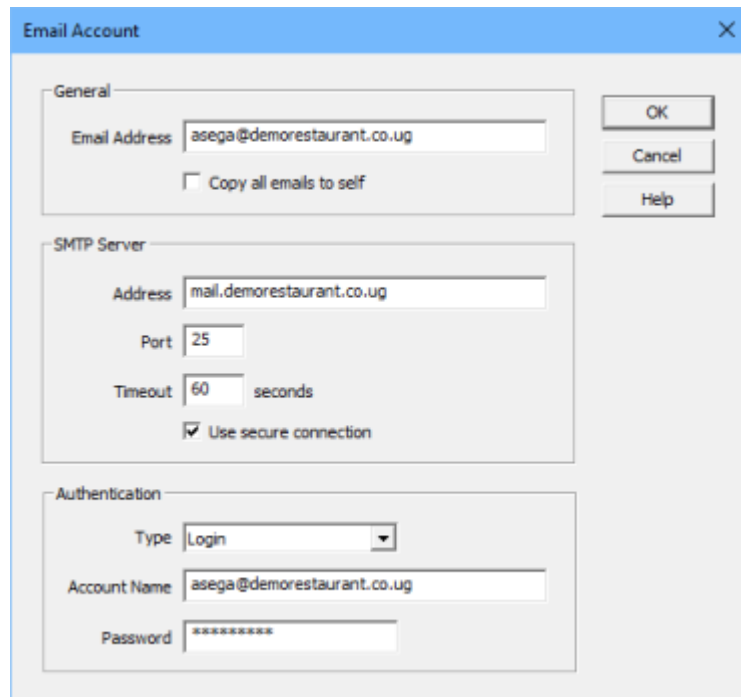 Email Account
General
Email Address asega@demorestaurant.co.ug
Copy all emails to self
OK
Cancel
Help
SMTP Server
Address mail.demorestaurant.co.ug
Port 25
Timeout 60 seconds
Use secure connection
Authentication
Type Login
Account Name asega@demorestaurant.co.ug
Password *********